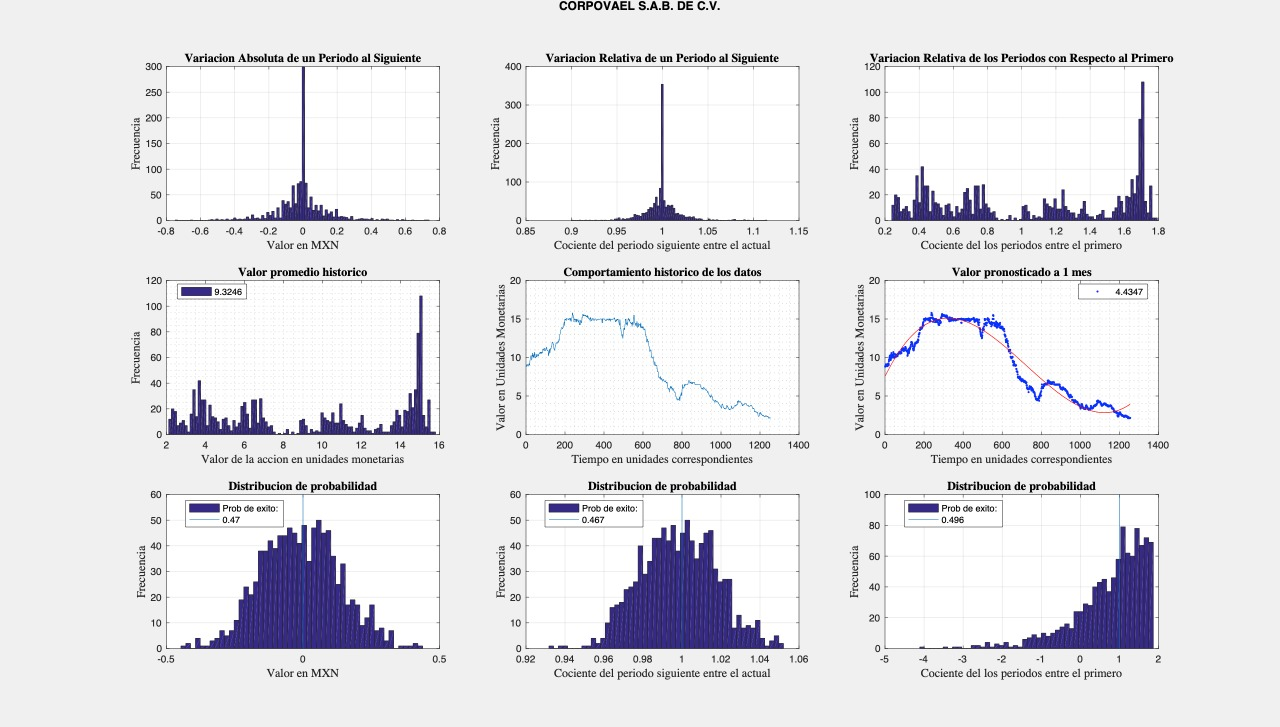 CORPOVAEL S.A.B. DE C.V.
Variacion Absoluta de un Periodo al Siguiente
300
250
200
150
100
50
0
Frecuencia
-0.8 -0.6 -0.4 -0.2 0 0.2 0.4 0.6 0.8
Valor en MXN
Variacion Relativa de un Periodo al Siguiente
400
300
200
100
0
Frecuencia
0.85 0.9 0.95 1 1.05 1.1 1.15
Cociente del periodo siguiente entre el actual
Variacion Relativa de los Periodos con Respecto al Primero
120
100
80
60
40
20
0
Frecuencia
0.2 0.4 0.6 0.8 1 1.2 1.4 1.6 1.8
Cociente del los periodos entre el primero
Valor promedio historico
9.3246
120
100
80
60
40
20
0
Frecuencia
2 4 6 8 10 12 14 16
Valor de la accion en unidades monetarias
Comportamiento historico de los datos
20
15
10
5
0
Valor en Unidades Monetarias
0 200 400 600 800 1000 1200 1400
Tiempo en unidades correspondientes
Valor pronosticado a 1 mes
4.4347
20
15
10
5
0
Valor en Unidades Monetarias
0 200 400 600 800 1000 1200 1400
Tiempo en unidades correspondientes
Distribucion de probabilidad
Prob de exito:
0.47
60
50
40
30
20
10
0
Frecuencia
-0.5 0 0.5
Valor en MXN
Distribucion de probabilidad
Prob de exito:
0.467
60
50
40
30
20
10
0
Frecuencia
0.92 0.94 0.96 0.98 1 1.02 1.04 1.06
Cociente del periodo siguiente entre el actual
Distribucion de probabilidad
Prob de exito:
0.496
100
80
60
40
20
0
Frecuencia
-5 -4 -3 -2 -1 0 1 2
Cociente del los periodos entre el primero